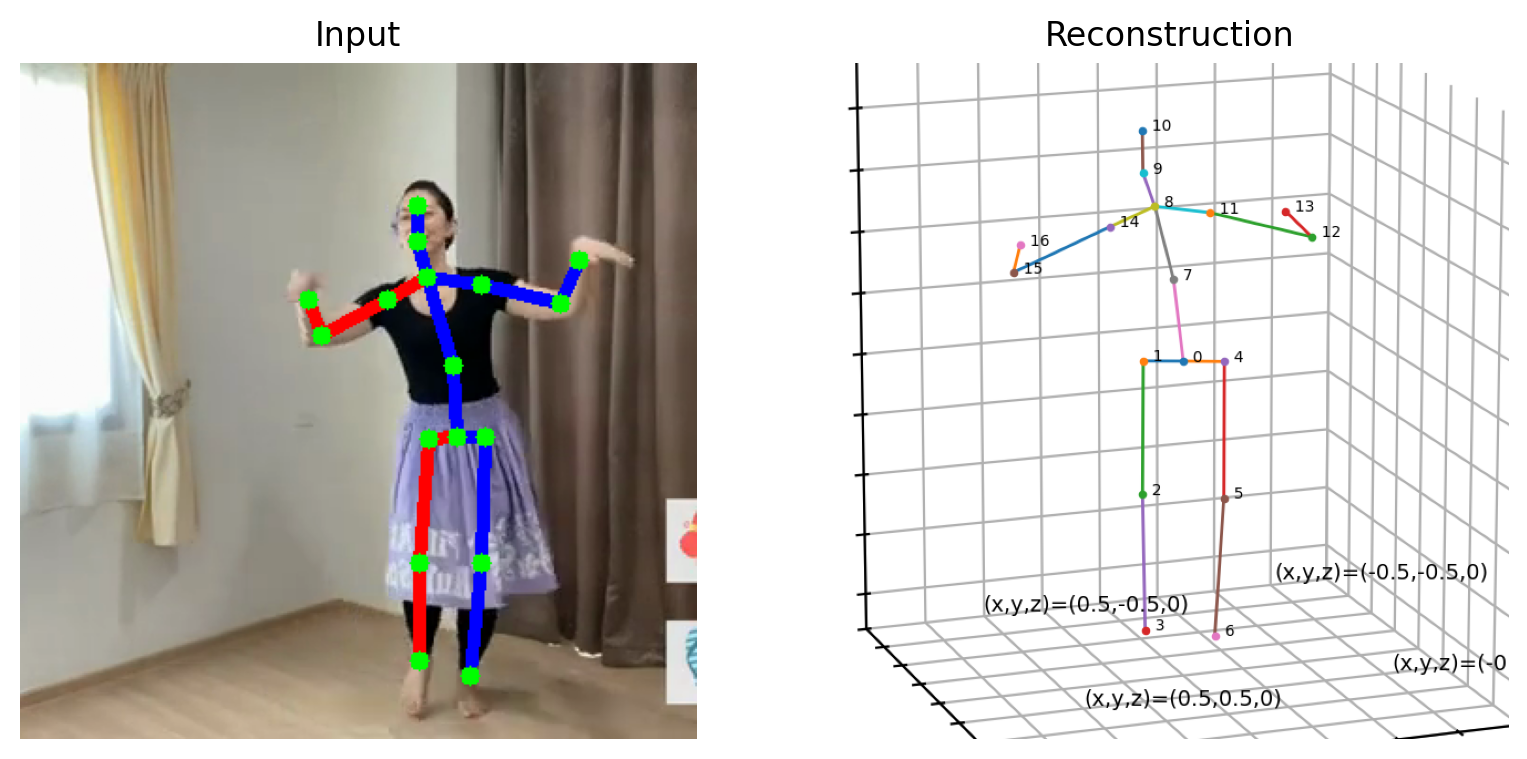 Input
Reconstruction
10
9
8
11
13
14
12
16
15
7
1
0
4
2
5
(x,y,z)=(-0.5,-0.5,0)
(x,y,z)=(0.5,-0.5,0)
3
6
(x,y,z)=(-0
(x,y,z)=(0.5,0.5,0)